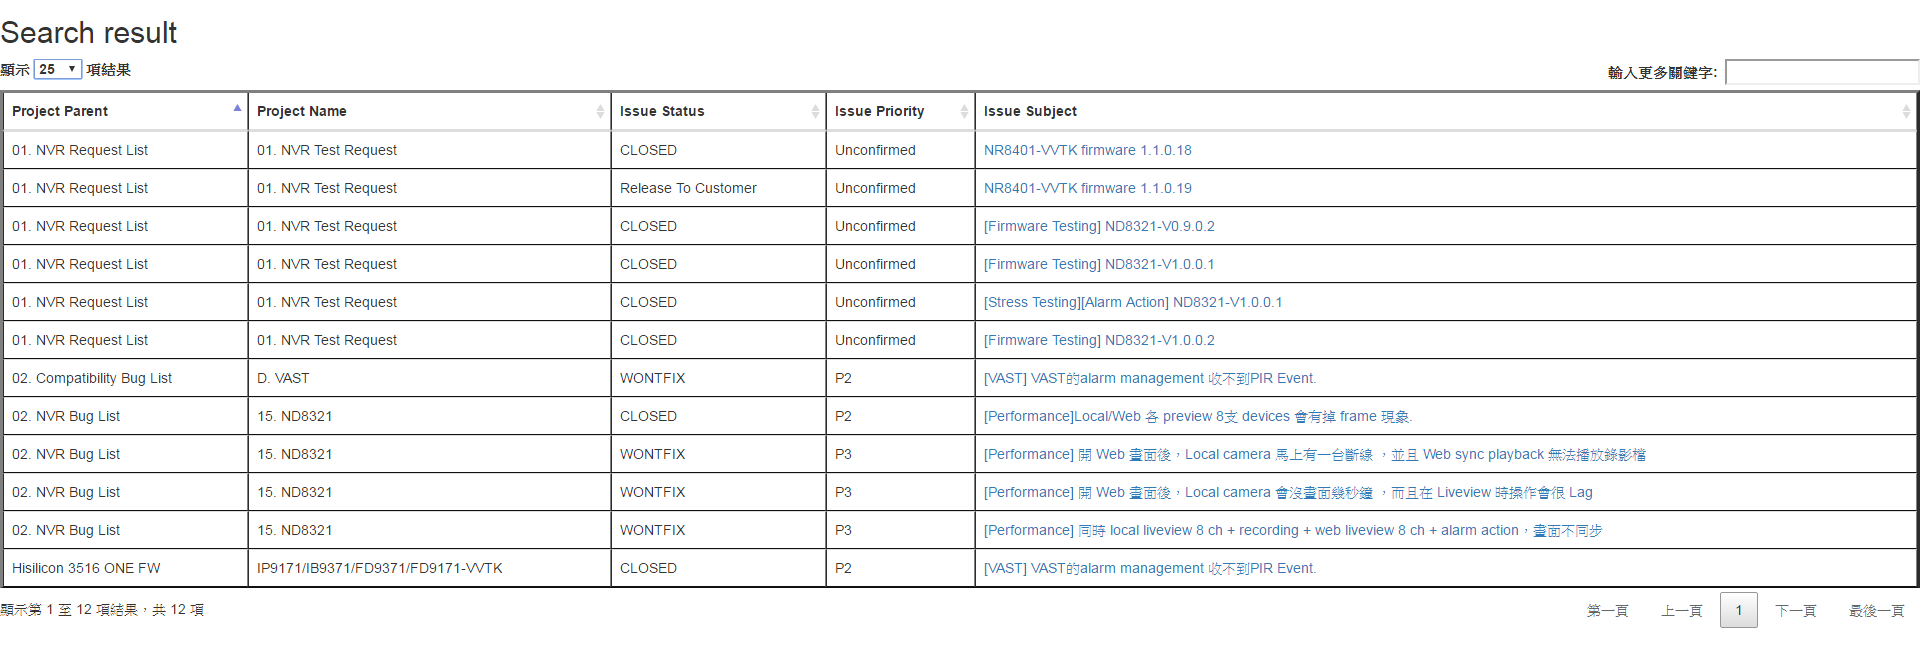 Search result
顯示 25 項結果
輸入更多關鍵字:
Project Parent Project Name Issue Status Issue Priority Issue Subject
01. NVR Request List 01. NVR Test Request CLOSED Unconfirmed NR8401-VVTK firmware 1.1.0.18
01. NVR Request List 01. NVR Test Request Release To Customer Unconfirmed NR8401-VVTK firmware 1.1.0.19
01. NVR Request List 01. NVR Test Request CLOSED Unconfirmed [Firmware Testing] ND8321-V0.9.0.2
01. NVR Request List 01. NVR Test Request CLOSED Unconfirmed [Firmware Testing] ND8321-V1.0.0.1
01. NVR Request List 01. NVR Test Request CLOSED Unconfirmed [Stress Testing][Alarm Action] ND8321-V1.0.0.1
01. NVR Request List 01. NVR Test Request CLOSED Unconfirmed [Firmware Testing] ND8321-V1.0.0.2
02. Compatibility Bug List D. VAST WONTFIX P2 [VAST] VAST的alarm management 收不到PIR Event.
02. NVR Bug List 15. ND8321 CLOSED P2 [Performance]Local/Web 各 preview 8支 devices 會有掉 frame 現象.
02. NVR Bug List 15. ND8321 WONTFIX P3 [Performance] 開 Web 畫面後，Local camera 馬上有一台斷線 ，並且 Web sync playback 無法播放錄影檔
02. NVR Bug List 15. ND8321 WONTFIX P3 [Performance] 開 Web 畫面後，Local camera 會沒畫面幾秒鐘 ，而且在 Liveview 時操作會很 Lag
02. NVR Bug List 15. ND8321 WONTFIX P3 [Performance] 同時 local liveview 8 ch + recording + web liveview 8 ch + alarm action，畫面不同步
Hisilicon 3516 ONE FW IP9171/IB9371/FD9371/FD9171-VVTK CLOSED P2 [VAST] VAST的alarm management 收不到PIR Event.
顯示第 1 至 12 項結果，共 12 項
第一頁 上一頁 1 下一頁 最後一頁